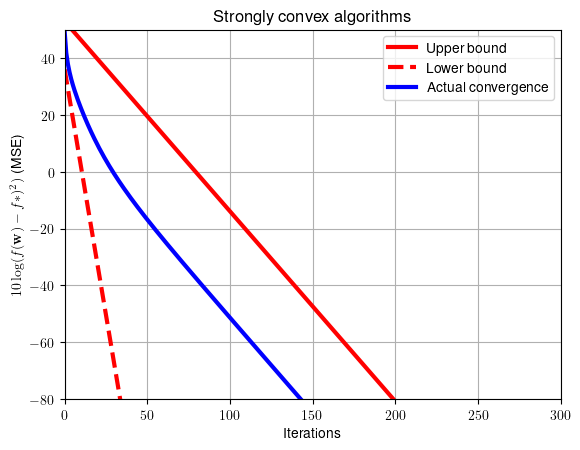 Strongly convex algorithms
Upper bound
Lower bound
Actual convergence
10 log(f(w) − f*)²) (MSE)
40
20
0
−20
−40
−60
−80
0 50 100 150 200 250 300
Iterations